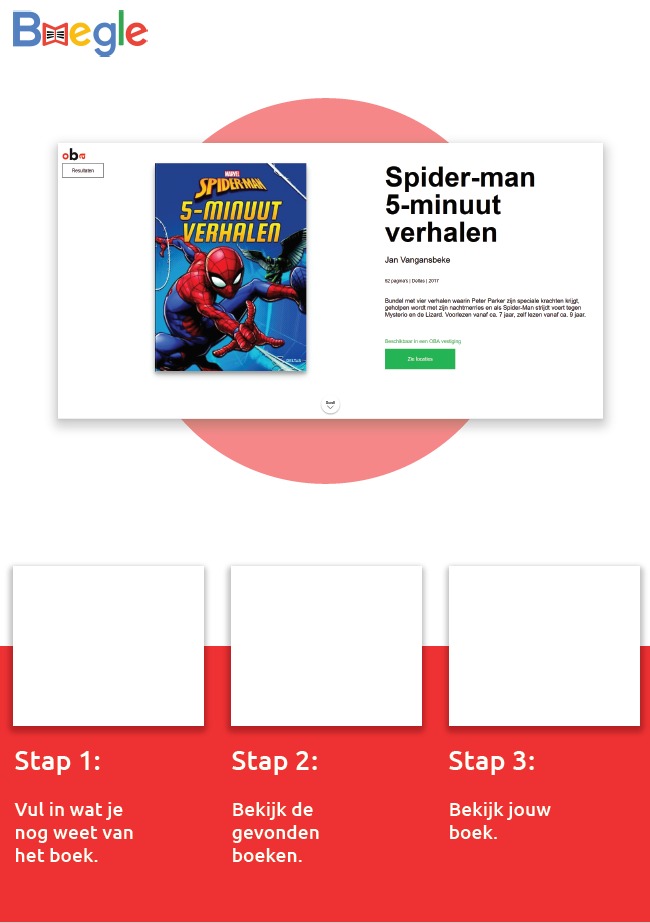 Boegle
oba
Resultaten
MARVEL
SPIDER-MAN
5-MINUUT
VERHALEN
Spider-man
5-minuut
verhalen
Jan Vangansbeke
62 pagina's | Deltas | 2017
Bundel met vier verhalen waarin Peter Parker zijn speciale krachten krijgt,
geholpen wordt met zijn nachtmerries en als Spider-Man strijdt voert tegen
Mysterio en de Lizard. Voorlezen vanaf ca. 7 jaar, zelf lezen vanaf ca. 9 jaar.
Beschikbaar in een OBA vestiging
Zie locaties
Scroll
Stap 1:
Vul in wat je
nog weet van
het boek.
Stap 2:
Bekijk de
gevonden
boeken.
Stap 3:
Bekijk jouw
boek.